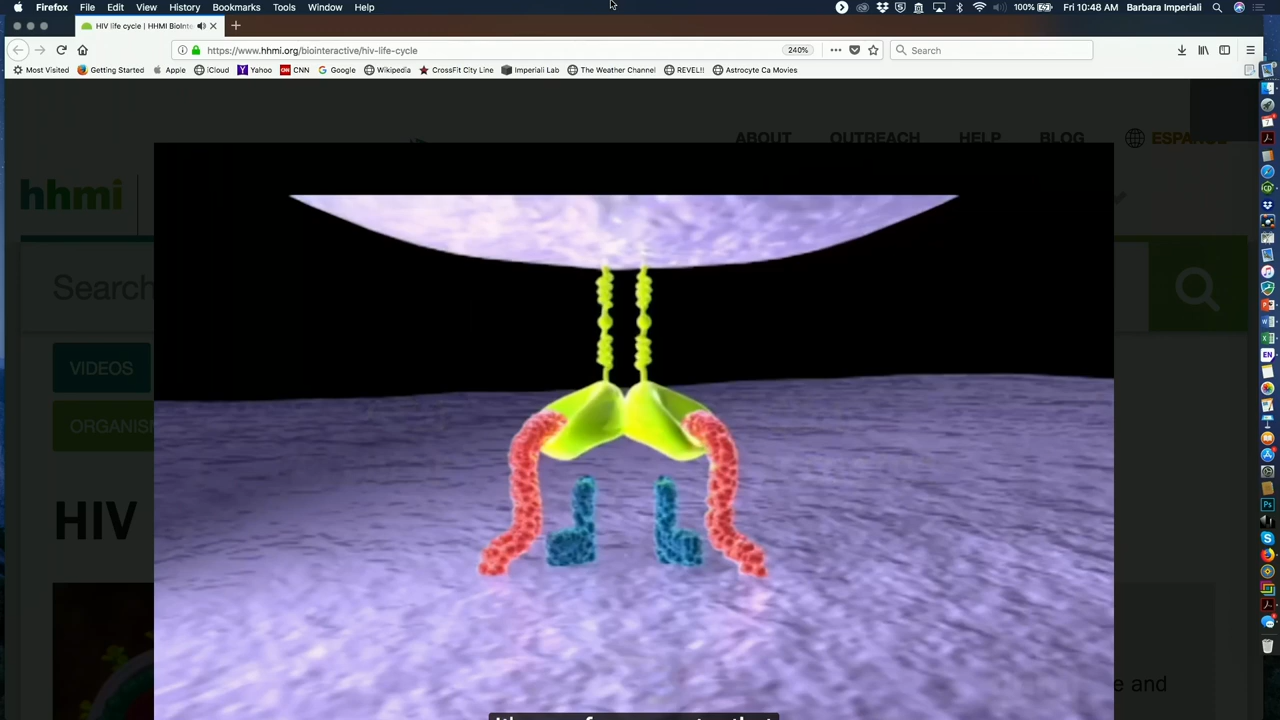 Firefox File Edit View History Bookmarks Tools Window Help 100% Fri 10:48 AM Barbara Imperiali
HIV life cycle | HHMI BioInte
https://www.hhmi.org/biointeractive/hiv-life-cycle 240% Search
Most Visited Getting Started Apple iCloud Yahoo CNN Google Wikipedia CrossFit City Line Imperiali Lab The Weather Channel REVEL!! Astrocyte Ca Movies
ABOUT OUTREACH HELP BLOG
hhmi
Search
VIDEOS
ORGANISM
HIV
e and